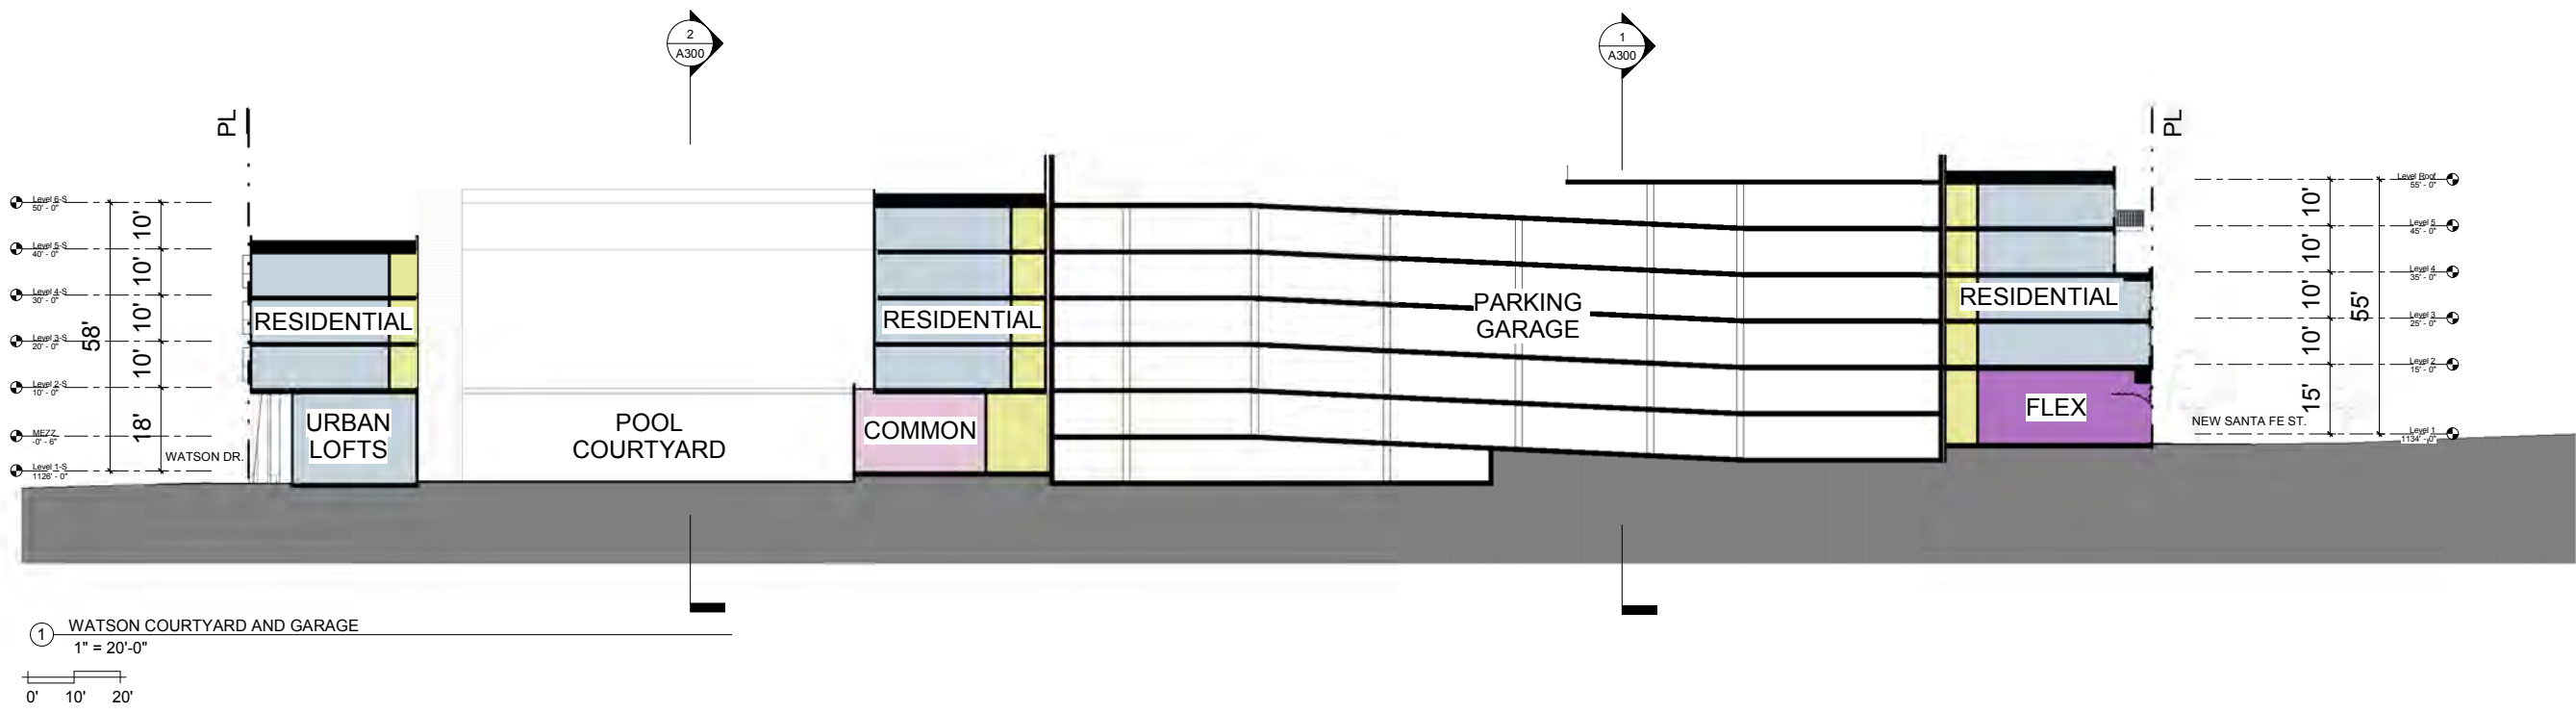 2
A300
1
A300
PL
PL
Level 6-S
50' - 0"
Level 5-S
40' - 0"
Level 4-S
30' - 0"
Level 3-S
20' - 0"
Level 2-S
10' - 0"
MEZZ
-0' - 6"
Level 1-S
1126' - 0"
58'
10'
10'
10'
10'
18'
WATSON DR.
RESIDENTIAL
URBAN
LOFTS
POOL
COURTYARD
RESIDENTIAL
COMMON
PARKING
GARAGE
RESIDENTIAL
FLEX
NEW SANTA FE ST.
10'
10'
10'
10'
15'
55'
Level Roof
55' - 0"
Level 5
45' - 0"
Level 4
35' - 0"
Level 3
25' - 0"
Level 2
15' - 0"
Level 1
1134' - 0"
1
WATSON COURTYARD AND GARAGE
1" = 20'-0"
0' 10' 20'